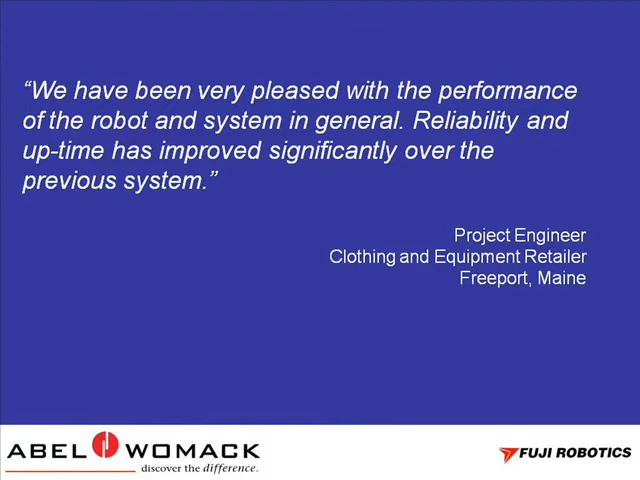 “We have been very pleased with the performance
of the robot and system in general. Reliability and
up-time has improved significantly over the
previous system.”
Project Engineer
Clothing and Equipment Retailer
Freeport, Maine
ABEL WOMACK
discover the difference.
FUJI ROBOTICS